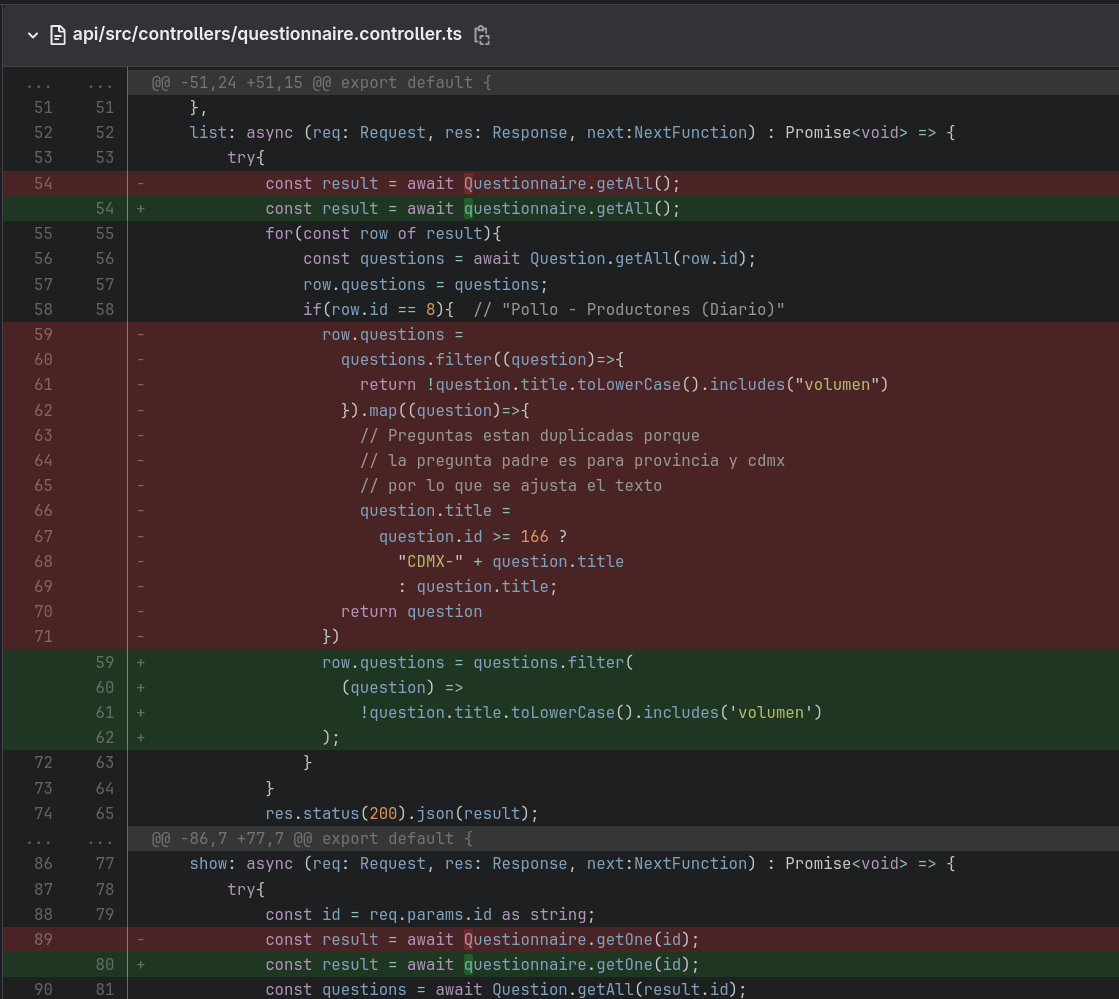 api/src/controllers/questionnaire.controller.ts
... ... @@ -51,24 +51,15 @@ export default {
51 51 },
52 52 list: async (req: Request, res: Response, next:NextFunction) : Promise<void> => {
53 53 try{
54 - const result = await Questionnaire.getAll();
54 + const result = await questionnaire.getAll();
55 55 for(const row of result){
56 56 const questions = await Question.getAll(row.id);
57 57 row.questions = questions;
58 58 if(row.id == 8){ // "Pollo - Productores (Diario)"
59 - row.questions =
60 - questions.filter((question)=>{
61 - return !question.title.toLowerCase().includes("volumen")
62 - }).map((question)=>{
63 - // Preguntas estan duplicadas porque
64 - // la pregunta padre es para provincia y cdmx
65 - // por lo que se ajusta el texto
66 - question.title =
67 - question.id >= 166 ?
68 - "CDMX-" + question.title
69 - : question.title;
70 - return question
71 - })
59 + row.questions = questions.filter(
60 + (question) =>
61 + !question.title.toLowerCase().includes('volumen')
62 + );
72 63 }
73 64 }
74 65 res.status(200).json(result);
... ... @@ -86,7 +77,7 @@ export default {
86 77 show: async (req: Request, res: Response, next:NextFunction) : Promise<void> => {
87 78 try{
88 79 const id = req.params.id as string;
89 - const result = await Questionnaire.getOne(id);
80 + const result = await questionnaire.getOne(id);
90 81 const questions = await Question.getAll(result.id);